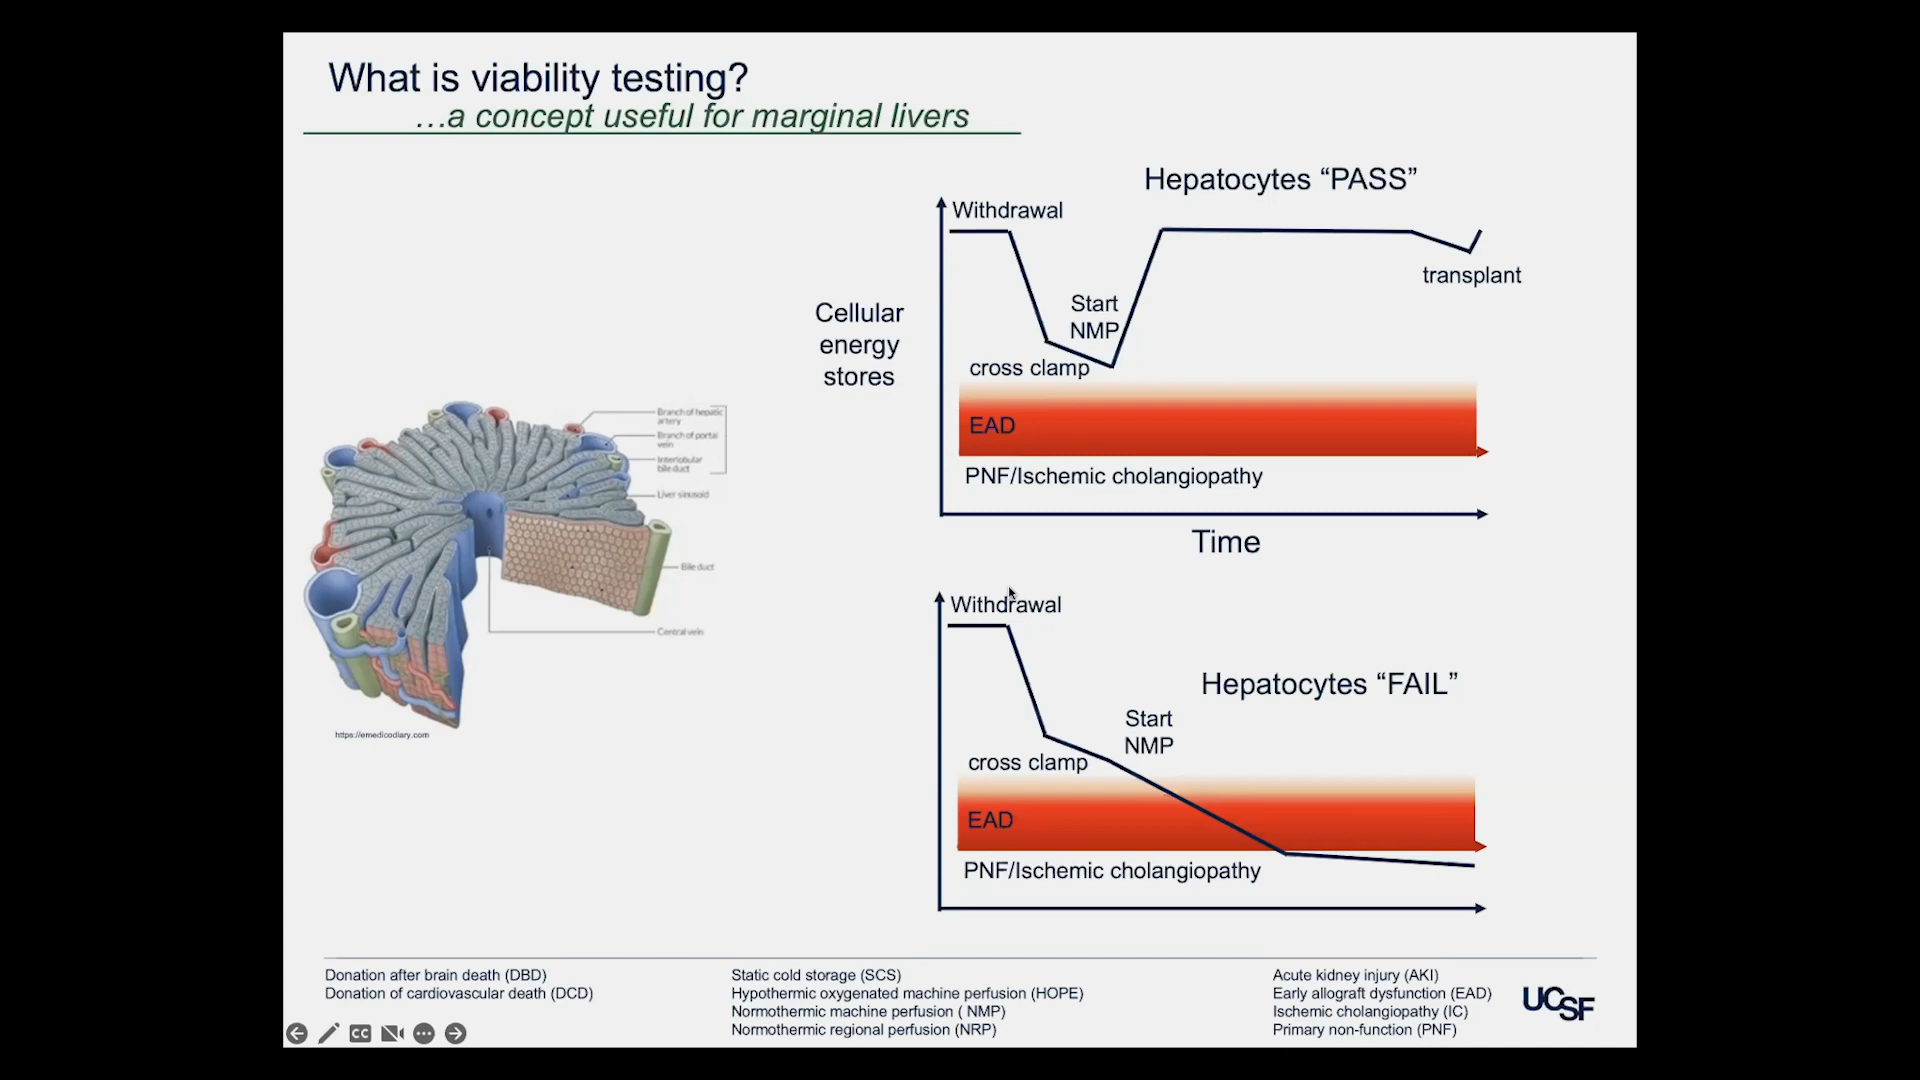 What is viability testing?
…a concept useful for marginal livers
Hepatocytes “PASS”
Withdrawal
Start
NMP
transplant
Cellular
energy
stores
cross clamp
EAD
PNF/Ischemic cholangiopathy
Time
Branch of hepatic
artery
Branch of portal
vein
Interlobular
bile duct
Liver sinusoid
Bile duct
Central vein
https://emedicodiary.com
Withdrawal
Hepatocytes “FAIL”
Start
NMP
cross clamp
EAD
PNF/Ischemic cholangiopathy
Donation after brain death (DBD)
Donation of cardiovascular death (DCD)
Static cold storage (SCS)
Hypothermic oxygenated machine perfusion (HOPE)
Normothermic machine perfusion ( NMP)
Normothermic regional perfusion (NRP)
Acute kidney injury (AKI)
Early allograft dysfunction (EAD)
Ischemic cholangiopathy (IC)
Primary non-function (PNF)
UCSF
CC